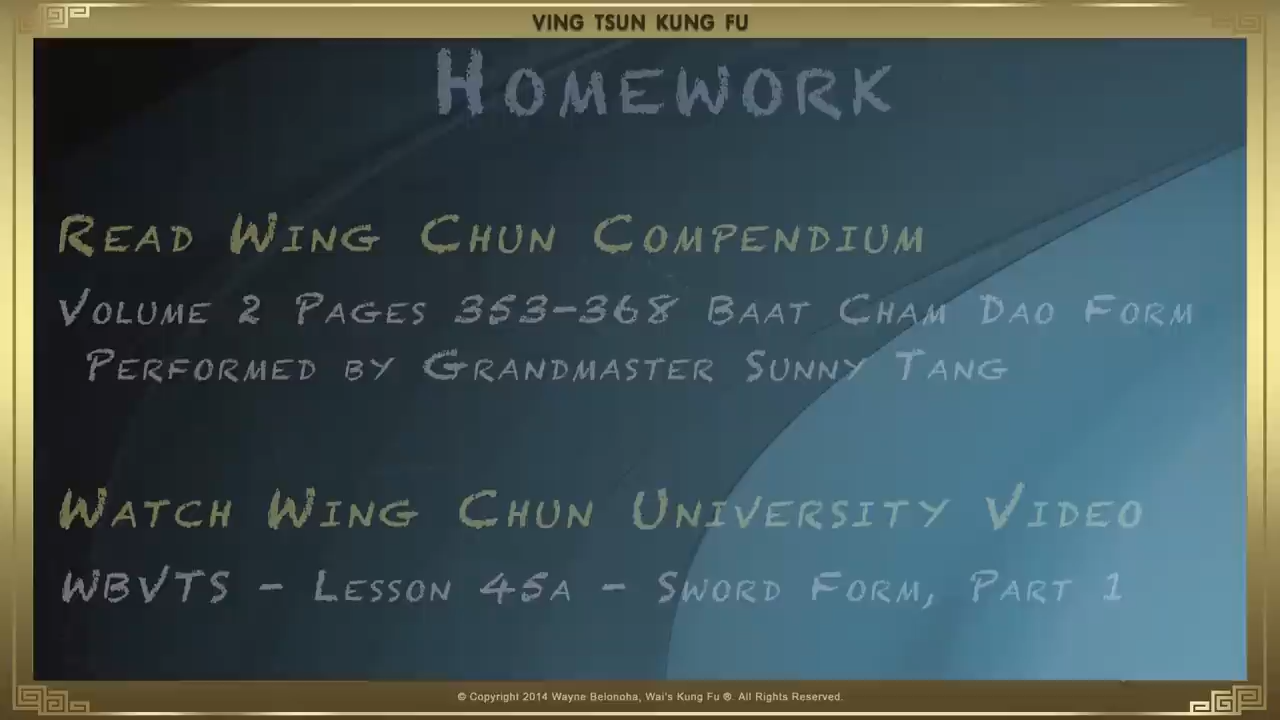 VING TSUN KUNG FU
HOMEWORK
READ WING CHUN COMPENDIUM
VOLUME 2 PAGES 353-368 BAAT CHAM DAO FORM
PERFORMED BY GRANDMASTER SUNNY TANG
WATCH WING CHUN UNIVERSITY VIDEO
WBVTS - LESSON 45A - SWORD FORM, PART 1
© Copyright 2014 Wayne Belonoha, Wai's Kung Fu ®. All Rights Reserved.